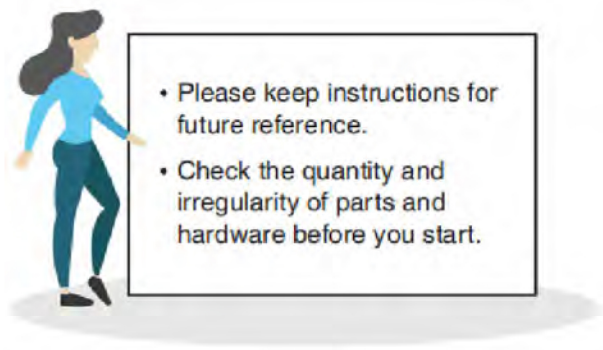 • Please keep instructions for
future reference.
• Check the quantity and
irregularity of parts and
hardware before you start.